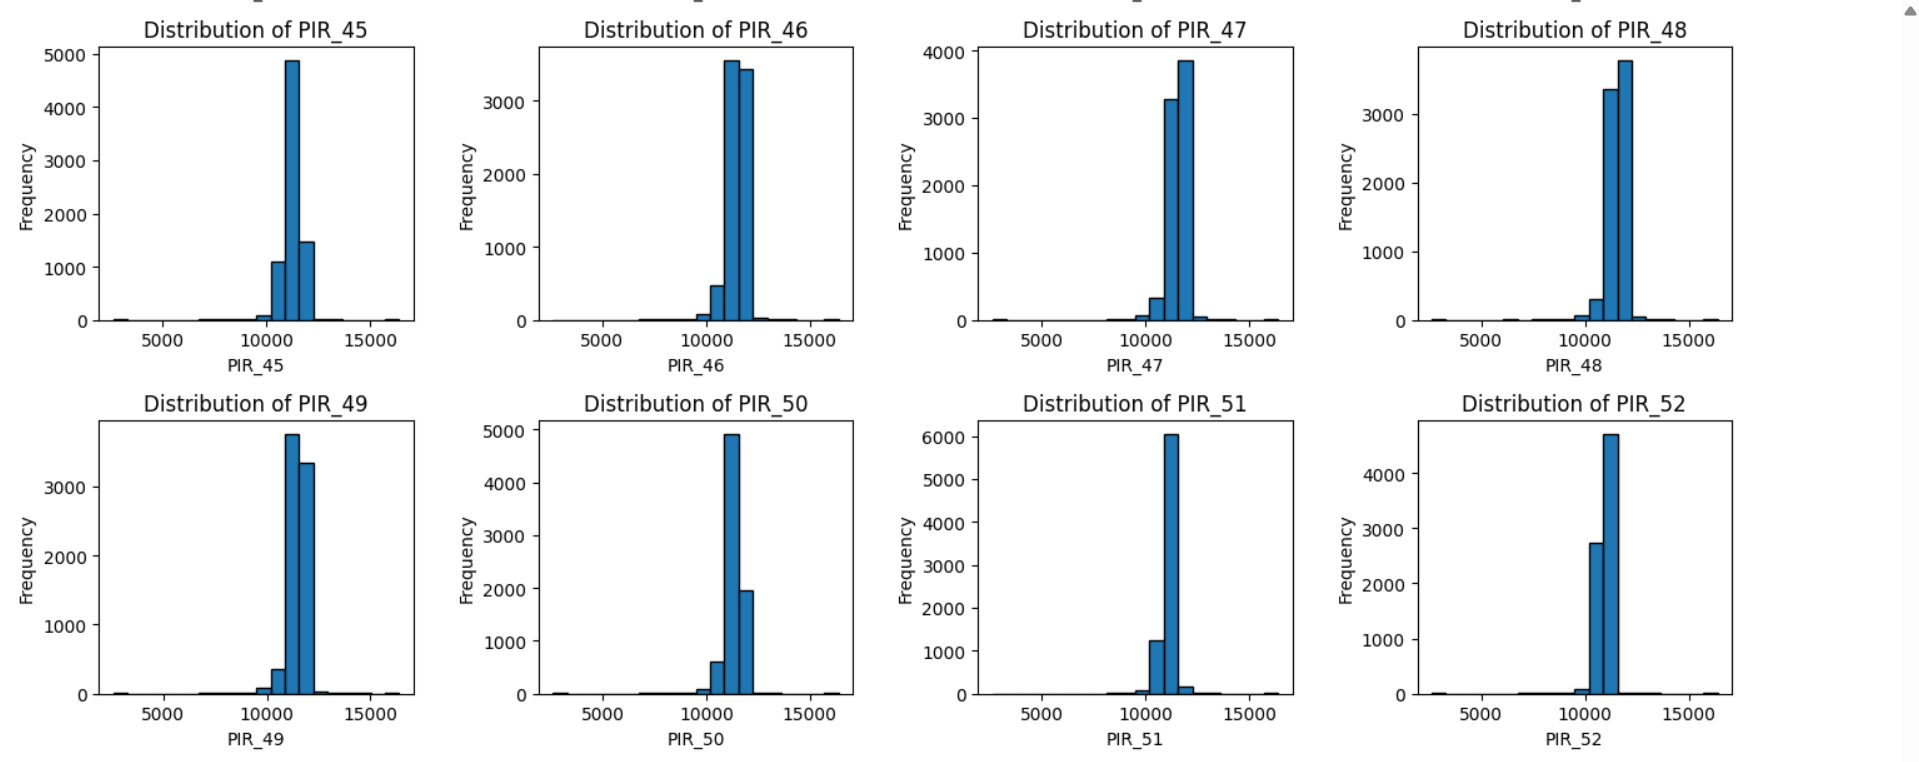 Distribution of PIR_45
5000
4000
3000
2000
1000
0
Frequency
5000 10000 15000
PIR_45
Distribution of PIR_46
3000
2000
1000
0
Frequency
5000 10000 15000
PIR_46
Distribution of PIR_47
4000
3000
2000
1000
0
Frequency
5000 10000 15000
PIR_47
Distribution of PIR_48
3000
2000
1000
0
Frequency
5000 10000 15000
PIR_48
Distribution of PIR_49
3000
2000
1000
0
Frequency
5000 10000 15000
PIR_49
Distribution of PIR_50
5000
4000
3000
2000
1000
0
Frequency
5000 10000 15000
PIR_50
Distribution of PIR_51
6000
5000
4000
3000
2000
1000
0
Frequency
5000 10000 15000
PIR_51
Distribution of PIR_52
4000
3000
2000
1000
0
Frequency
5000 10000 15000
PIR_52